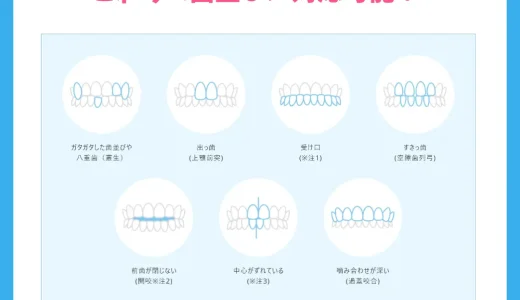 ガタガタした歯並びや
八重歯（叢生）
出っ歯
(上顎前突)
受け口
(※注1)
すきっ歯
(空隙歯列弓)
前歯が閉じない
(開咬※注2)
中心がずれている
(※注3)
噛み合わせが深い
(過蓋咬合)